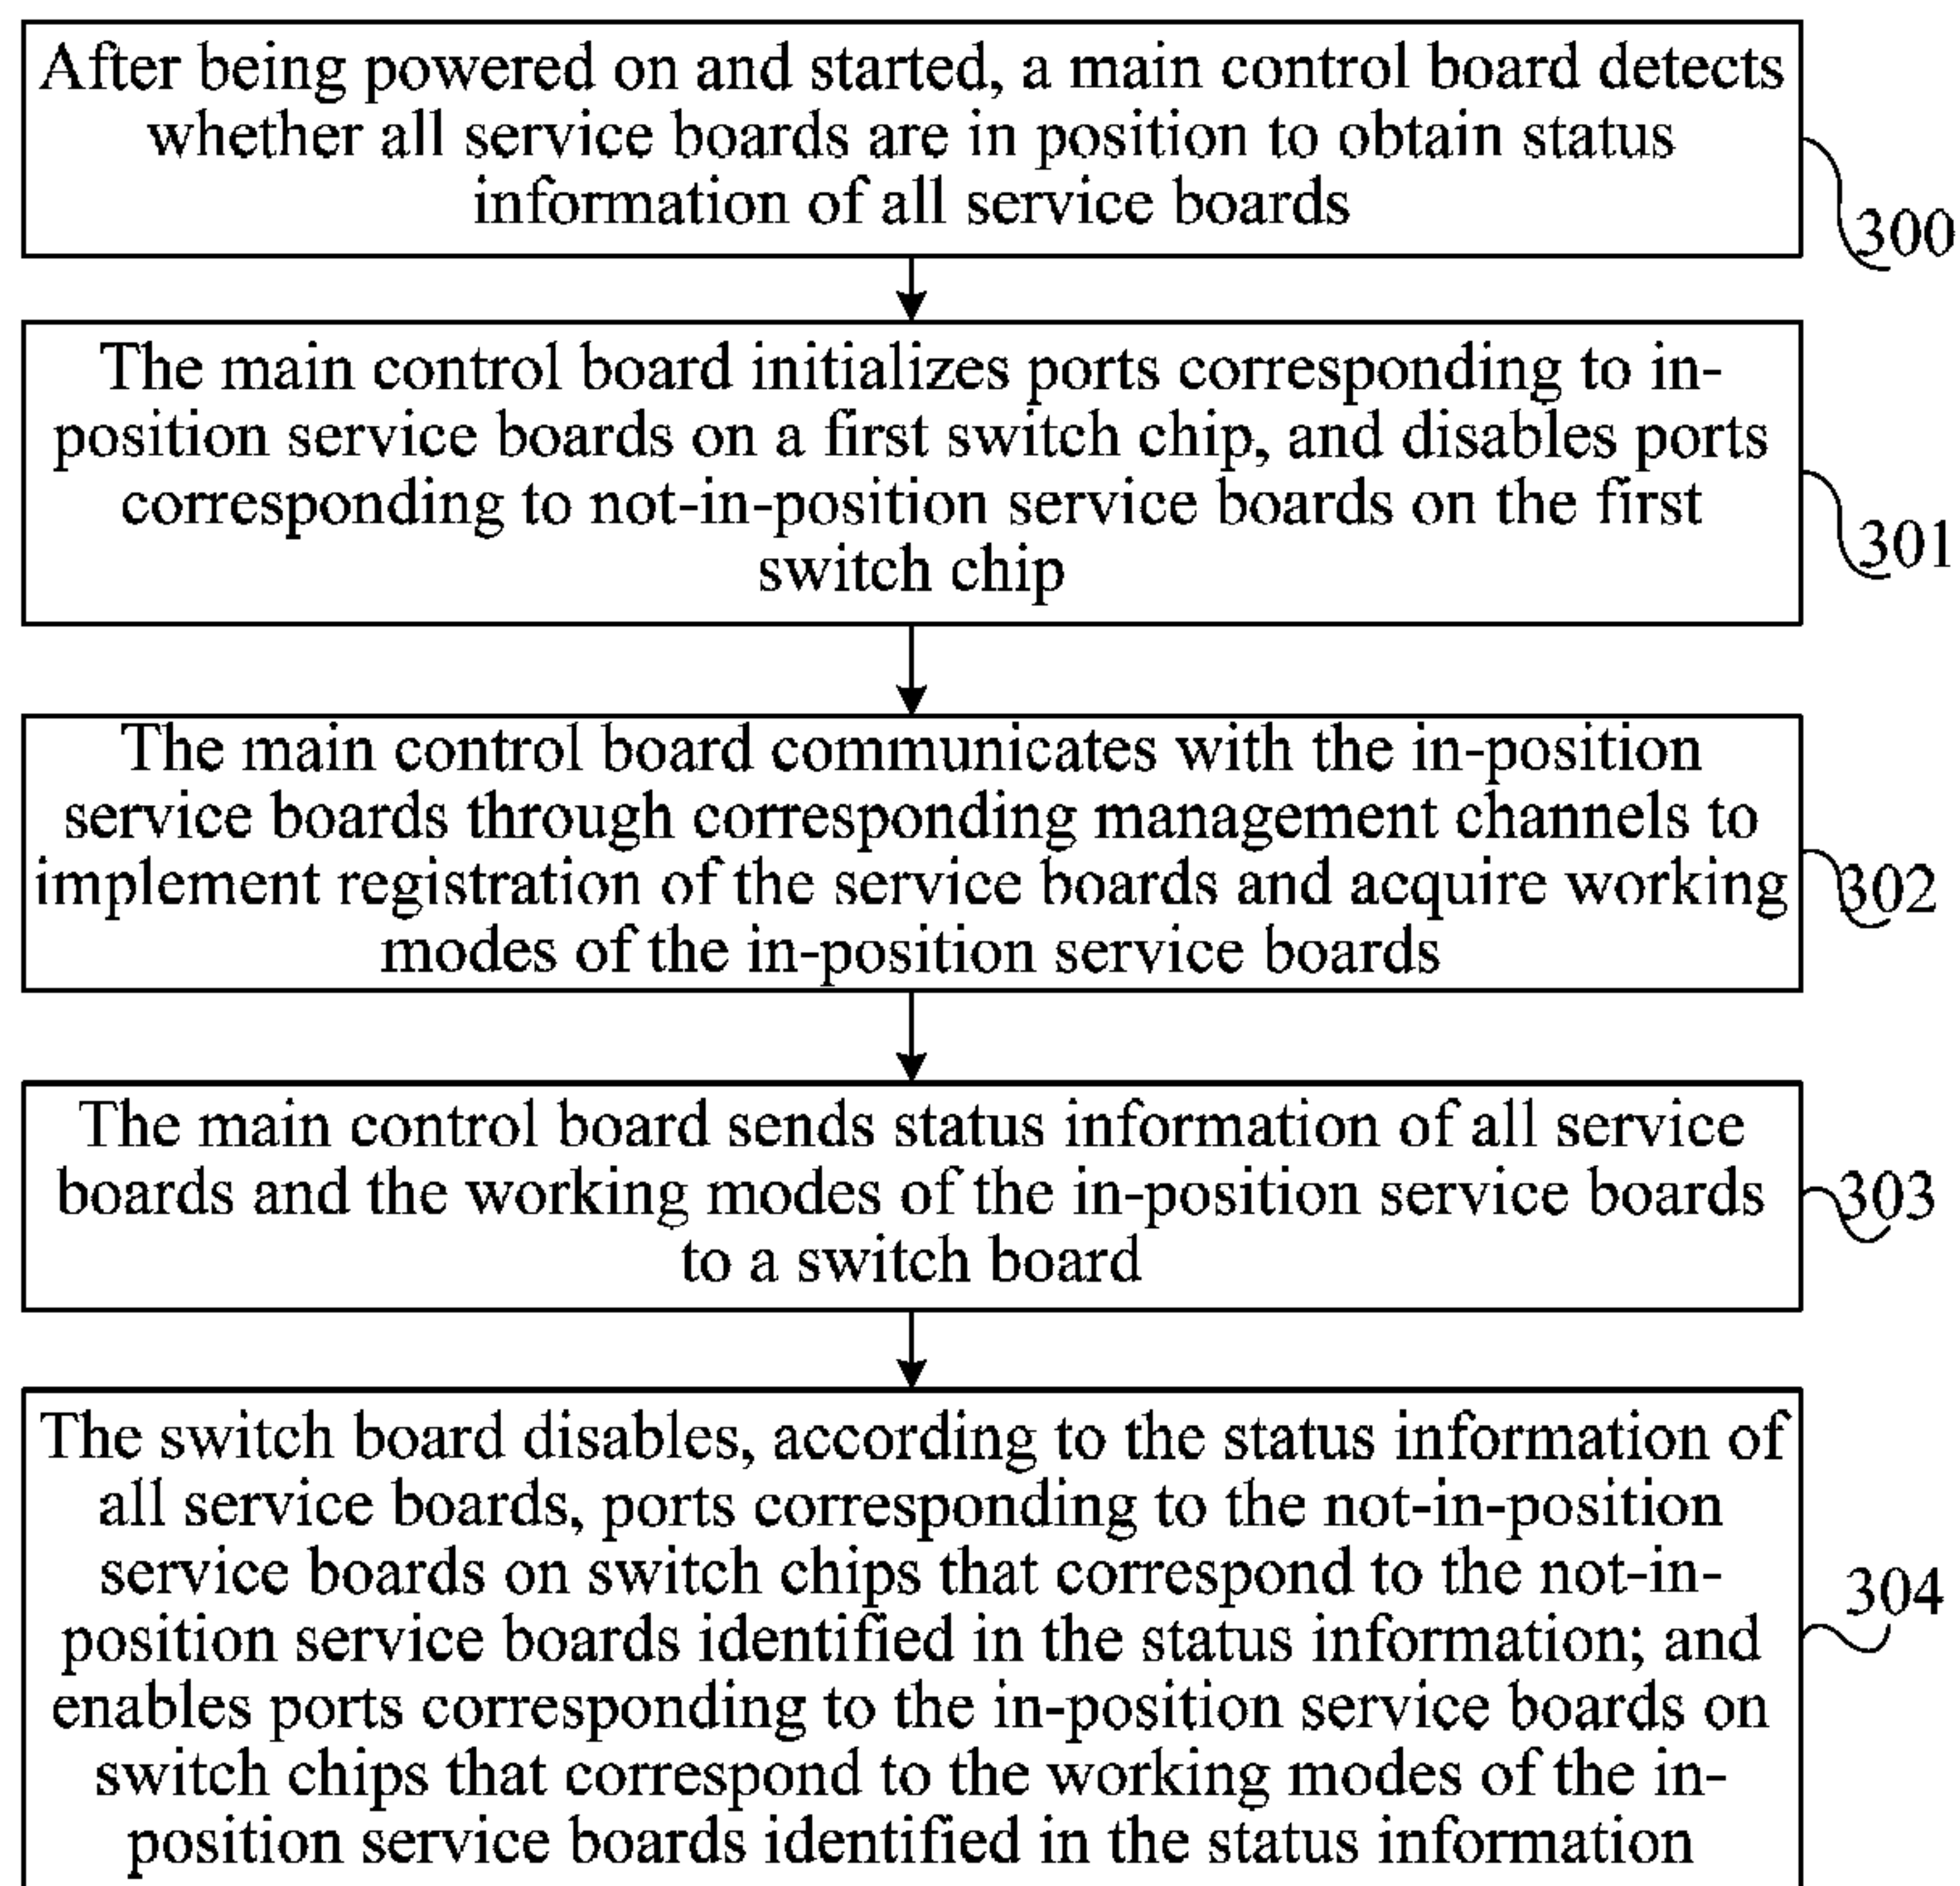 After being powered on and started, a main control board detects
whether all service boards are in position to obtain status
information of all service boards
300
The main control board initializes ports corresponding to in-
position service boards on a first switch chip, and disables ports
corresponding to not-in-position service boards on the first
switch chip
301
The main control board communicates with the in-position
service boards through corresponding management channels to
implement registration of the service boards and acquire working
modes of the in-position service boards
302
The main control board sends status information of all service
boards and the working modes of the in-position service boards
to a switch board
303
The switch board disables, according to the status information of
all service boards, ports corresponding to the not-in-position
service boards on switch chips that correspond to the not-in-
position service boards identified in the status information; and
enables ports corresponding to the in-position service boards on
switch chips that correspond to the working modes of the in-
position service boards identified in the status information
304